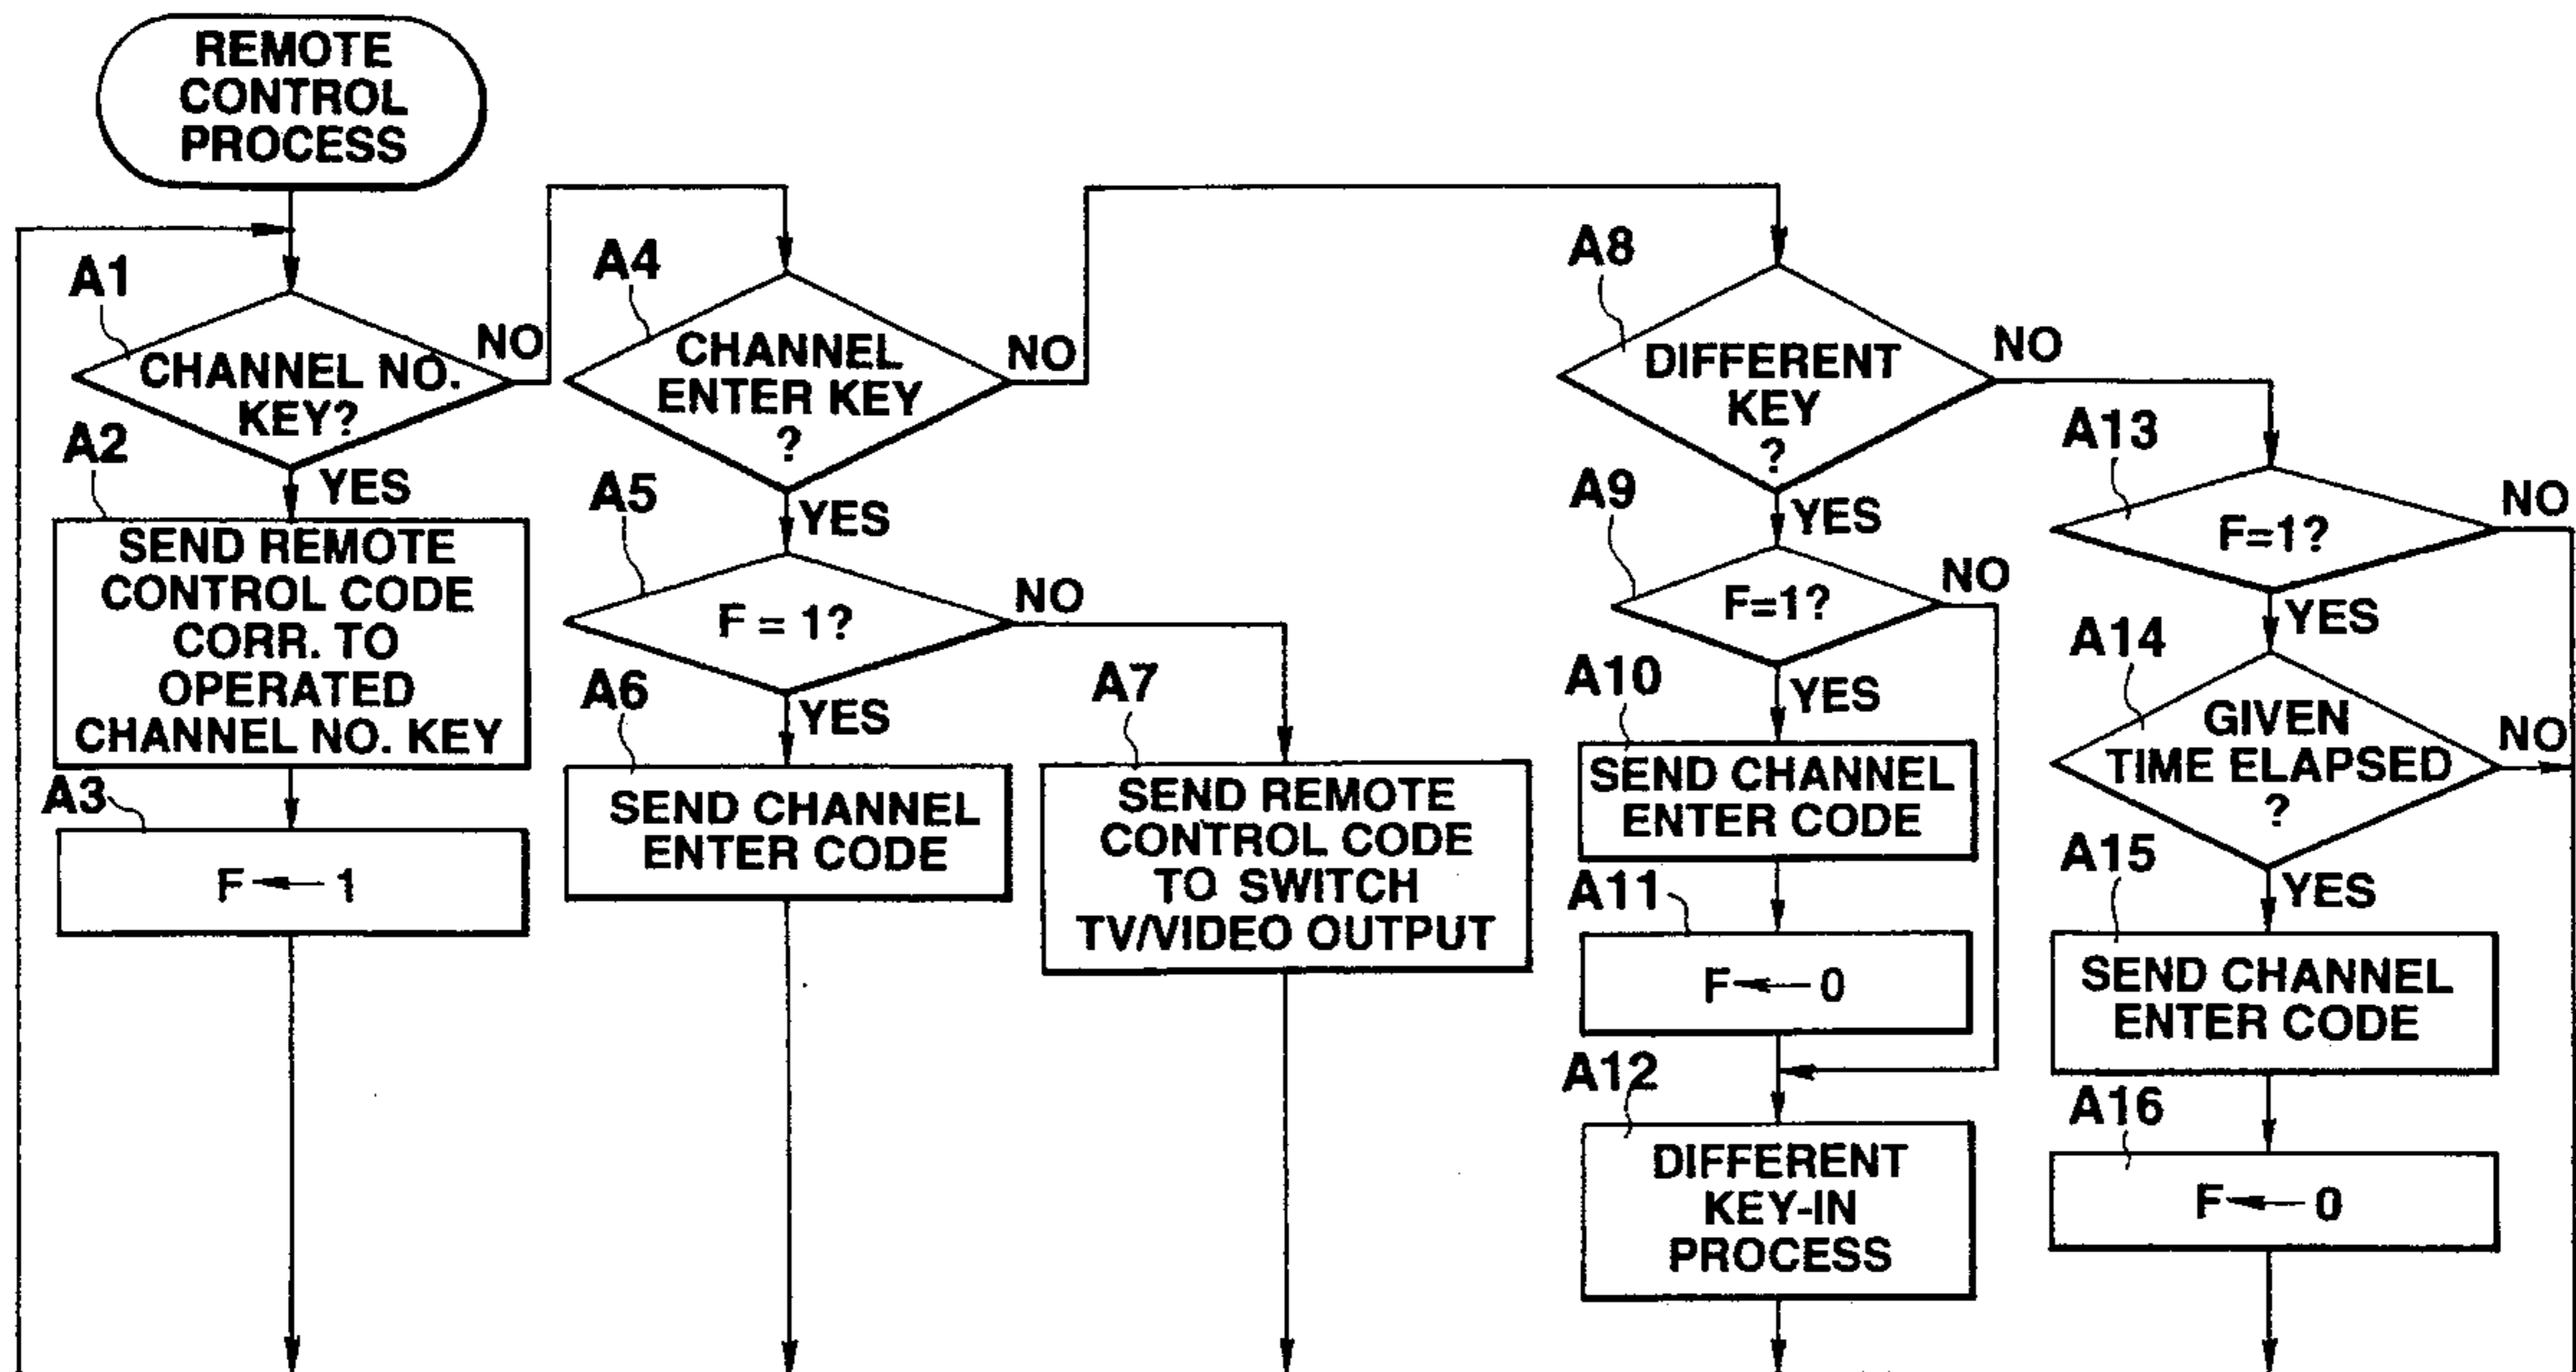 REMOTE
CONTROL
PROCESS
A1
CHANNEL NO.
KEY?
NO
YES
A2
SEND REMOTE
CONTROL CODE
CORR. TO
OPERATED
CHANNEL NO. KEY
A3
F ← 1
A4
CHANNEL
ENTER KEY
?
NO
YES
A5
F = 1?
NO
YES
A6
SEND CHANNEL
ENTER CODE
A7
SEND REMOTE
CONTROL CODE
TO SWITCH
TV/VIDEO OUTPUT
A8
DIFFERENT
KEY
?
NO
YES
A9
F=1?
NO
YES
A10
SEND CHANNEL
ENTER CODE
A11
F ← 0
A12
DIFFERENT
KEY-IN
PROCESS
A13
F=1?
NO
YES
A14
GIVEN
TIME ELAPSED
?
NO
YES
A15
SEND CHANNEL
ENTER CODE
A16
F ← 0